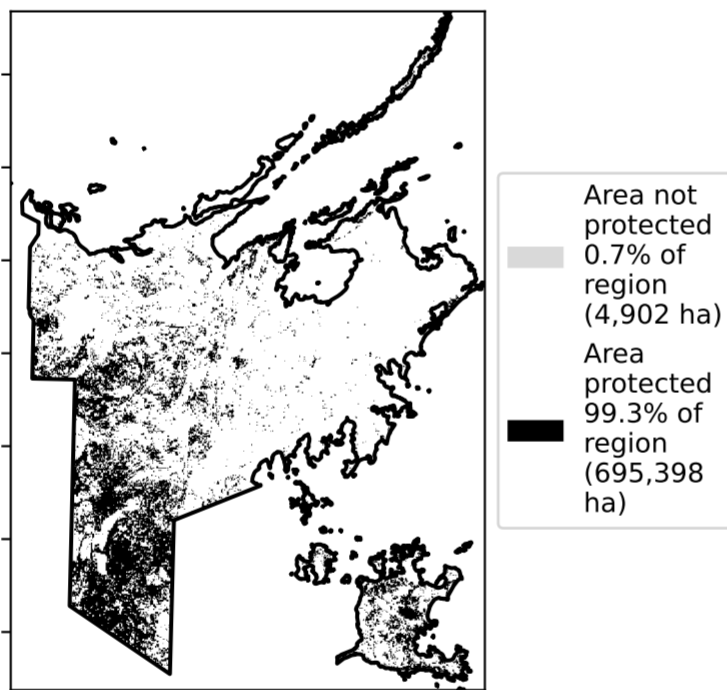 Area not
protected
0.7% of
region
(4,902 ha)
Area
protected
99.3% of
region
(695,398
ha)